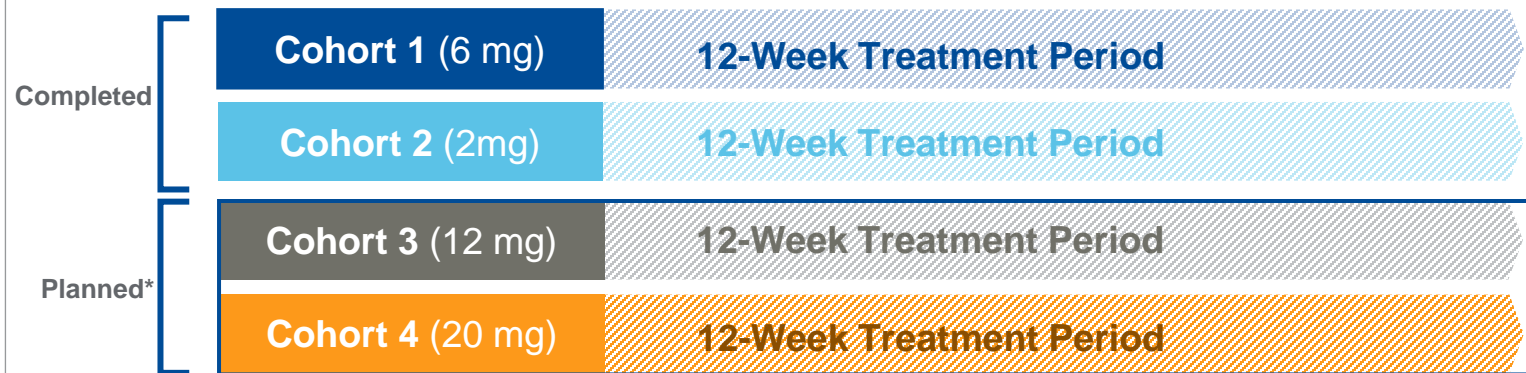 Completed
Cohort 1 (6 mg)
12-Week Treatment Period
Cohort 2 (2mg)
12-Week Treatment Period
Planned*
Cohort 3 (12 mg)
12-Week Treatment Period
Cohort 4 (20 mg)
12-Week Treatment Period